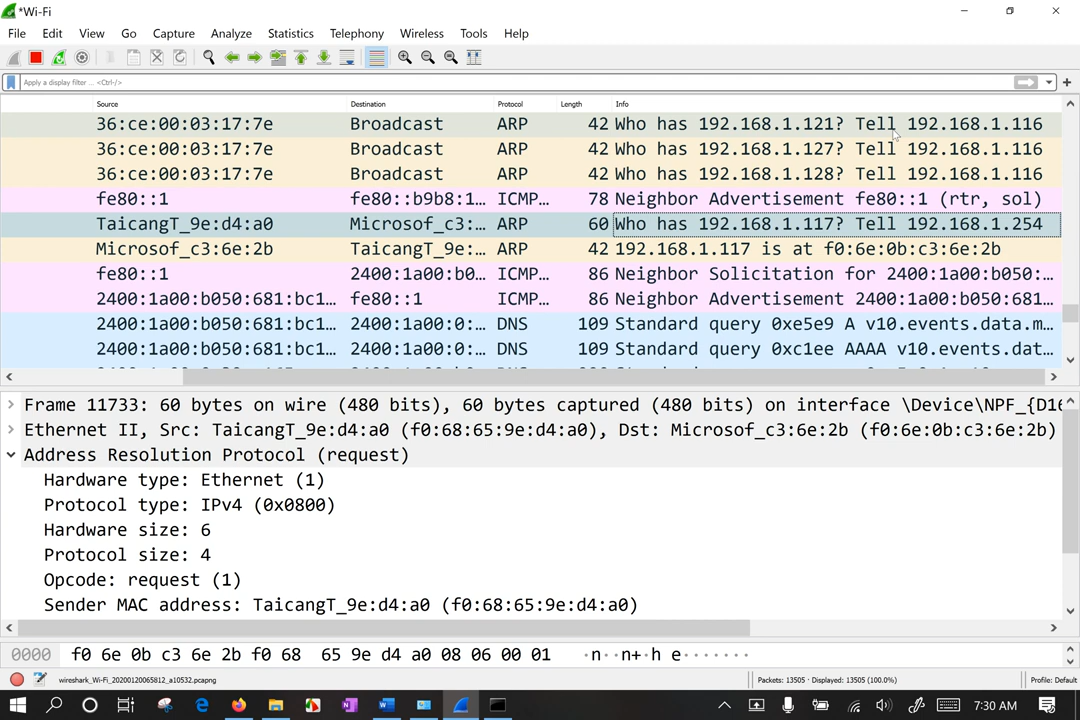 *Wi-Fi
File Edit View Go Capture Analyze Statistics Telephony Wireless Tools Help
Apply a display filter ... <Ctrl-/>
Source Destination Protocol Length Info
36:ce:00:03:17:7e Broadcast ARP 42 Who has 192.168.1.121? Tell 192.168.1.116
36:ce:00:03:17:7e Broadcast ARP 42 Who has 192.168.1.127? Tell 192.168.1.116
36:ce:00:03:17:7e Broadcast ARP 42 Who has 192.168.1.128? Tell 192.168.1.116
fe80::1 fe80::b9b8:1… ICMP… 78 Neighbor Advertisement fe80::1 (rtr, sol)
TaicangT_9e:d4:a0 Microsof_c3:… ARP 60 Who has 192.168.1.117? Tell 192.168.1.254
Microsof_c3:6e:2b TaicangT_9e:… ARP 42 192.168.1.117 is at f0:6e:0b:c3:6e:2b
fe80::1 2400:1a00:b0… ICMP… 86 Neighbor Solicitation for 2400:1a00:b050:…
2400:1a00:b050:681:bc1… fe80::1 ICMP… 86 Neighbor Advertisement 2400:1a00:b050:681…
2400:1a00:b050:681:bc1… 2400:1a00:0:… DNS 109 Standard query 0xe5e9 A v10.events.data.m…
2400:1a00:b050:681:bc1… 2400:1a00:0:… DNS 109 Standard query 0xc1ee AAAA v10.events.dat…
Frame 11733: 60 bytes on wire (480 bits), 60 bytes captured (480 bits) on interface \Device\NPF_{D16
Ethernet II, Src: TaicangT_9e:d4:a0 (f0:68:65:9e:d4:a0), Dst: Microsof_c3:6e:2b (f0:6e:0b:c3:6e:2b)
Address Resolution Protocol (request)
Hardware type: Ethernet (1)
Protocol type: IPv4 (0x0800)
Hardware size: 6
Protocol size: 4
Opcode: request (1)
Sender MAC address: TaicangT_9e:d4:a0 (f0:68:65:9e:d4:a0)
0000 f0 6e 0b c3 6e 2b f0 68 65 9e d4 a0 08 06 00 01 ·n··n+·h e·······
wireshark_Wi-Fi_20200120065812_a10532.pcapng Packets: 13505 · Displayed: 13505 (100.0%) Profile: Default
7:30 AM